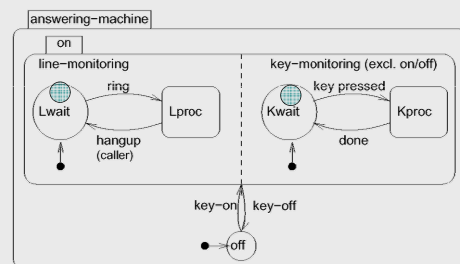 answering-machine
on
line-monitoring
key-monitoring (excl. on/off)
ring
key pressed
Lwait
Lproc
Kwait
Kproc
hangup
(caller)
done
key-on
key-off
off